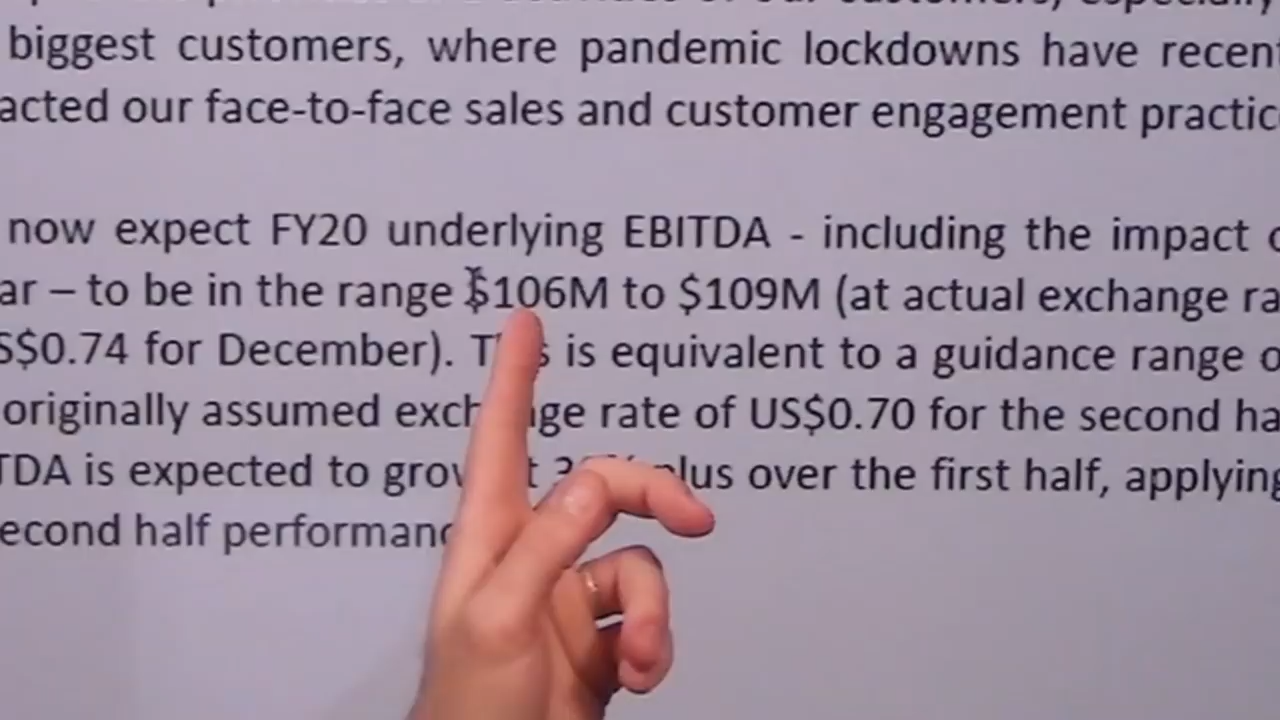 biggest customers, where pandemic lockdowns have recent
acted our face-to-face sales and customer engagement practic
now expect FY20 underlying EBITDA - including the impact
ar – to be in the range $106M to $109M (at actual exchange ra
S$0.74 for December). is is equivalent to a guidance range o
originally assumed exch ge rate of US$0.70 for the second ha
TDA is expected to grow plus over the first half, applying
econd half performanc